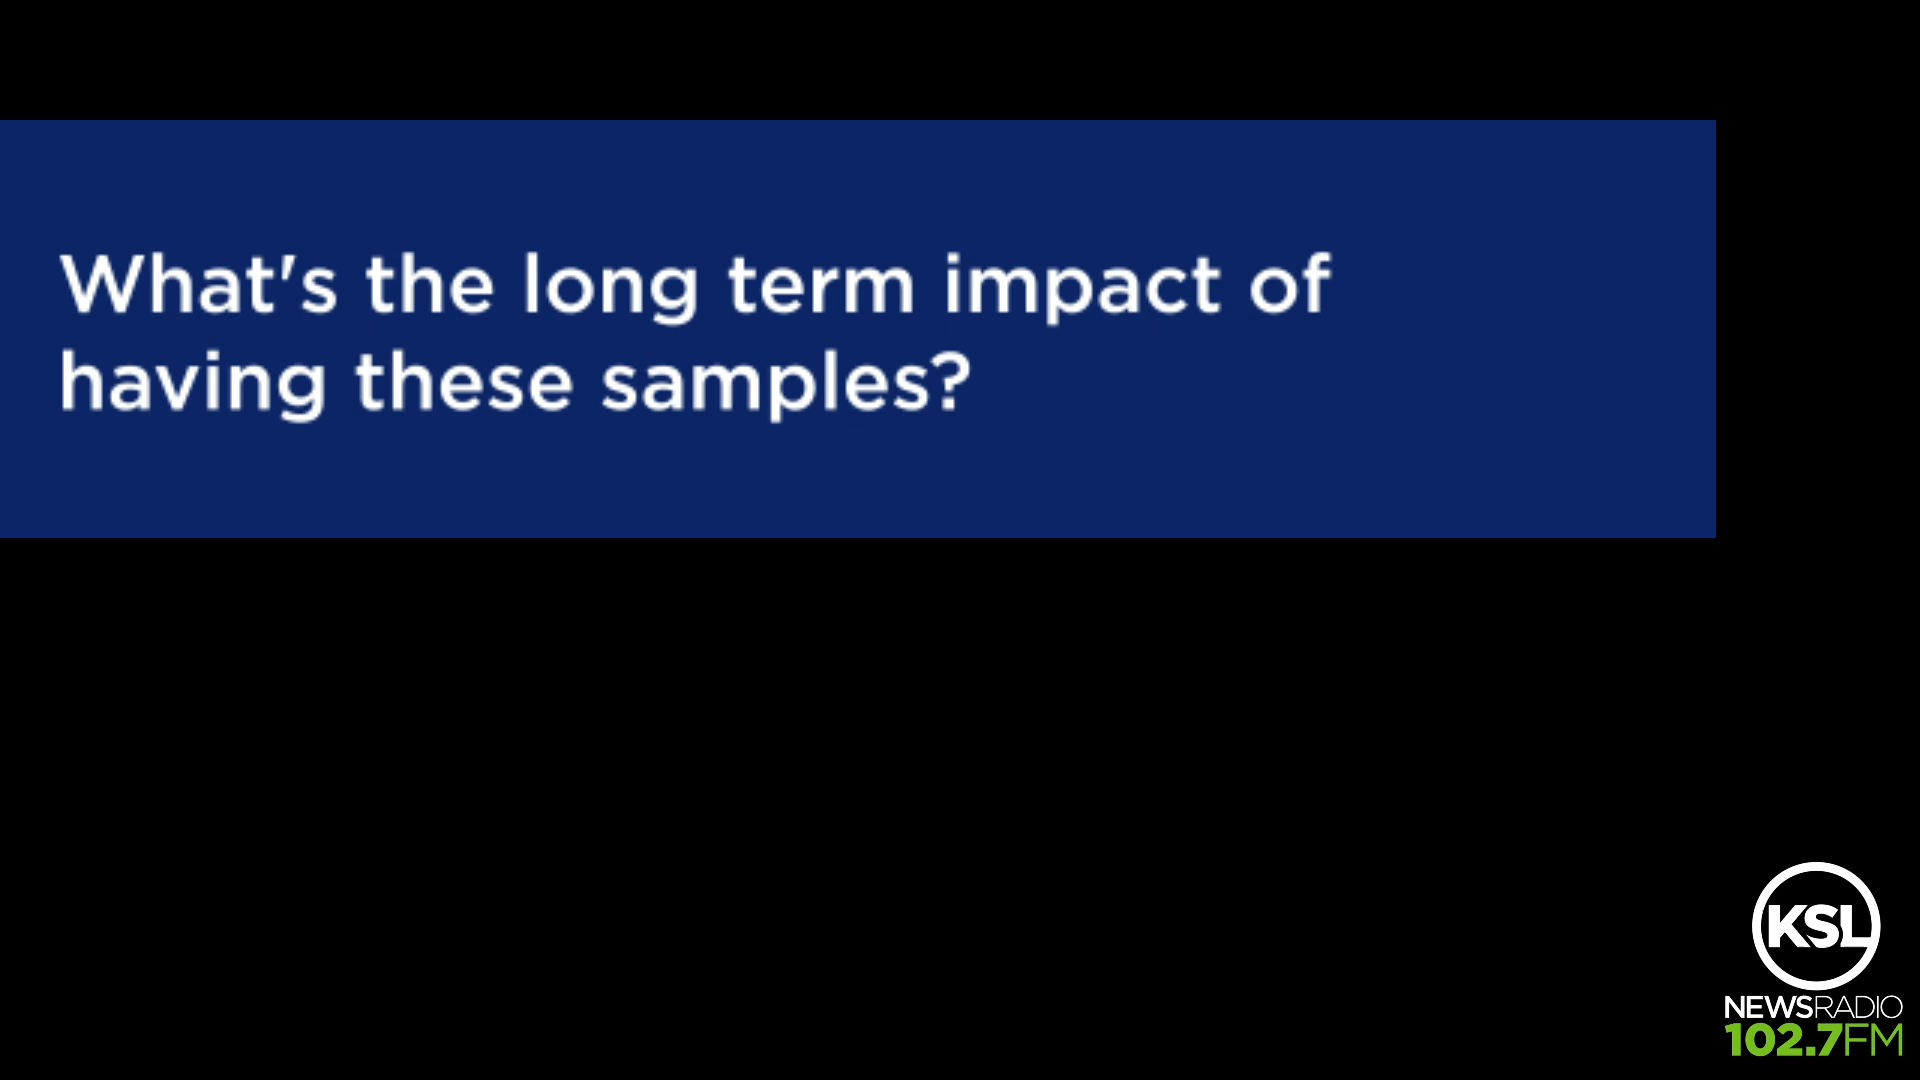 What's the long term impact of
having these samples?
KSL
NEWSRADIO
102.7FM